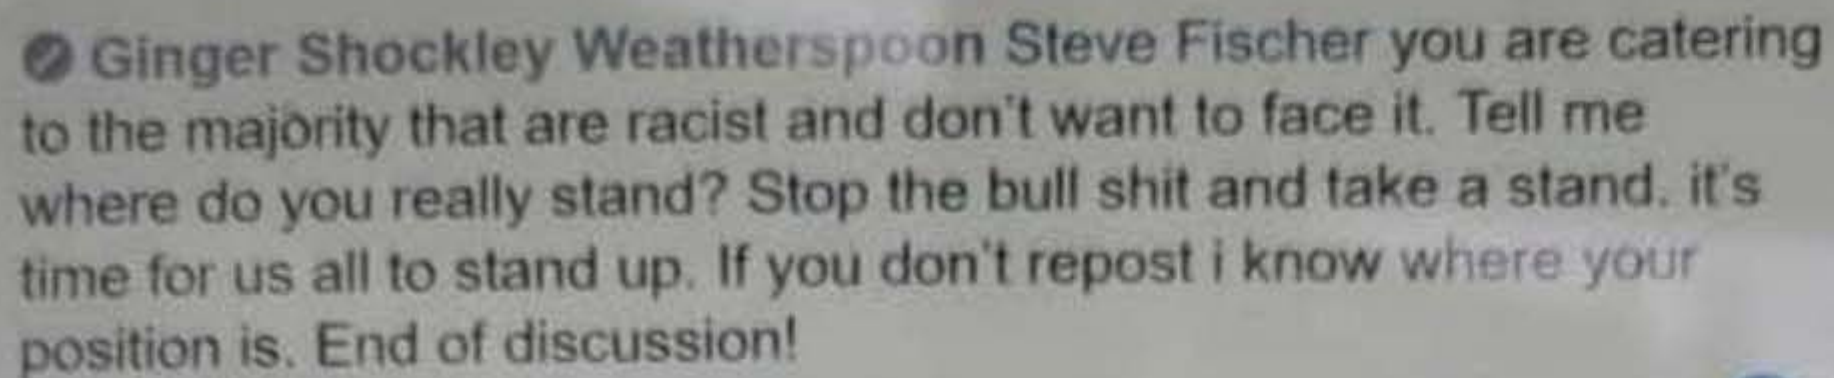 Ginger Shockley Weatherspoon Steve Fischer you are catering
to the majority that are racist and don't want to face it. Tell me
where do you really stand? Stop the bull shit and take a stand. it's
time for us all to stand up. If you don't repost i know where your
position is. End of discussion!